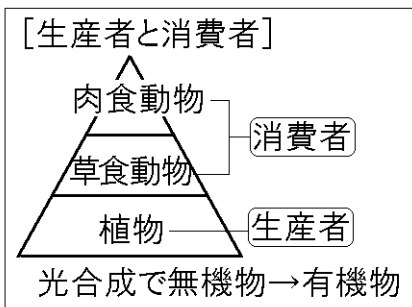 [生産者と消費者]
肉食動物
消費者
草食動物
植物
生産者
光合成で無機物→有機物